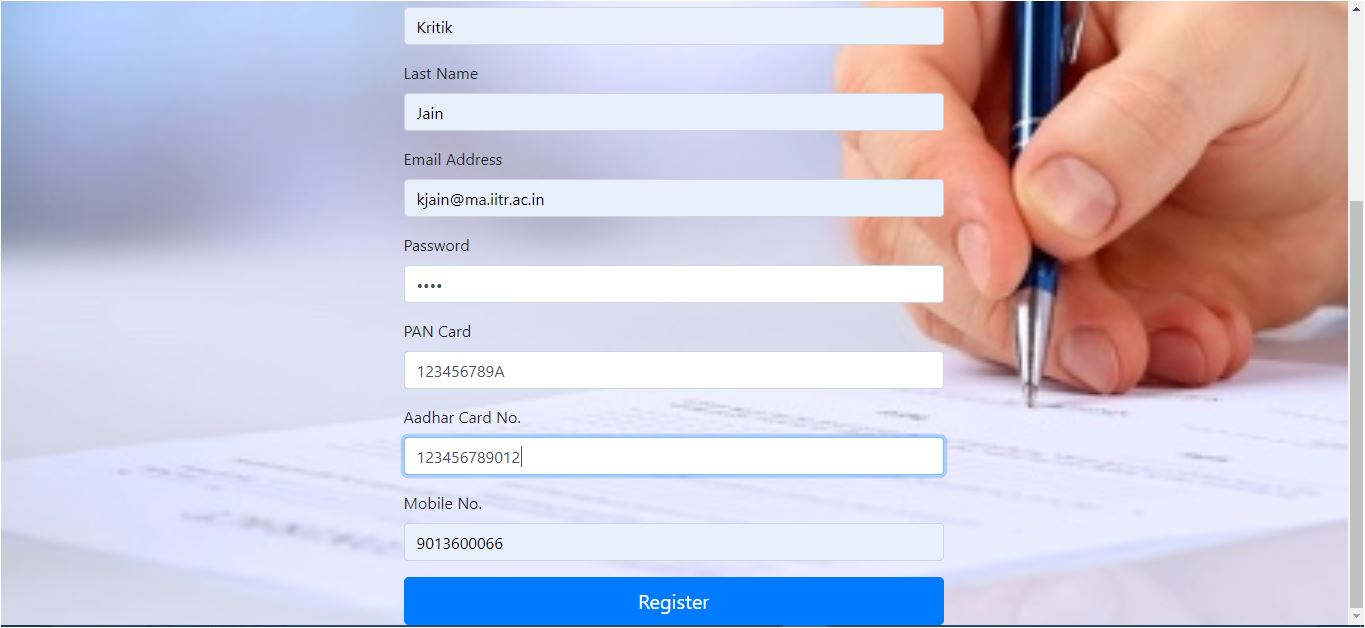 Kritik
Last Name
Jain
Email Address
kjain@ma.iitr.ac.in
Password
••••
PAN Card
123456789A
Aadhar Card No.
123456789012
Mobile No.
9013600066
Register